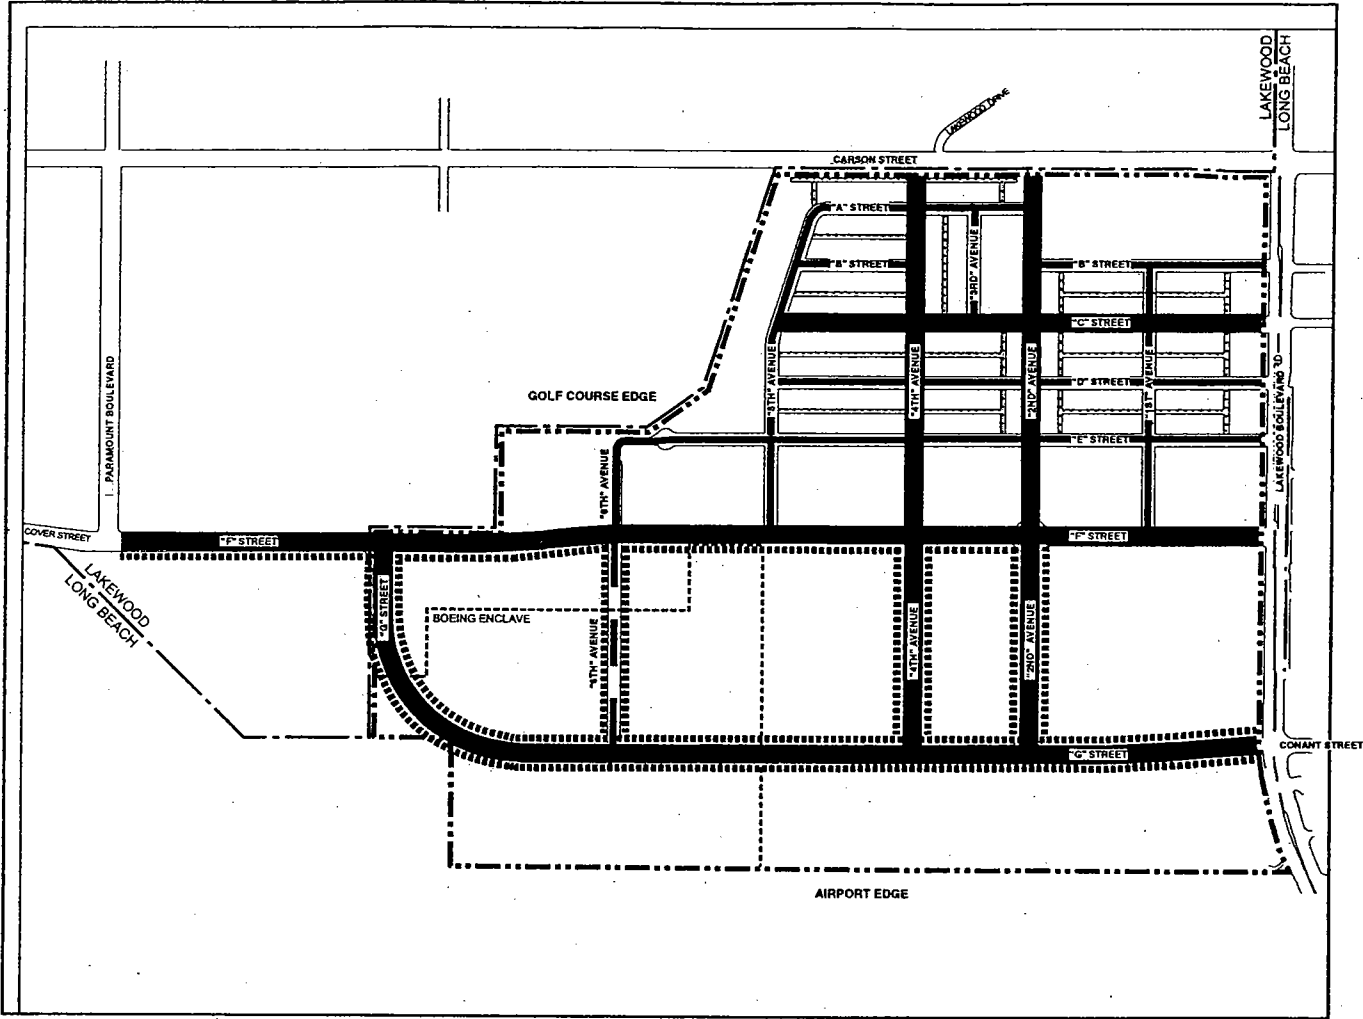 LAKEWOOD
LONG BEACH
LAKEWOOD DRIVE
CARSON STREET
"A" STREET
"3RD" AVENUE
"B" STREET
"B" STREET
"C" STREET
PARAMOUNT BOULEVARD
"5TH" AVENUE
"4TH" AVENUE
"2ND" AVENUE
"1ST" AVENUE
LAKEWOOD BOULEVARD RD
"D" STREET
GOLF COURSE EDGE
"E" STREET
"6TH" AVENUE
COVER STREET
"F" STREET
"F" STREET
LAKEWOOD
LONG BEACH
"G" STREET
BOEING ENCLAVE
"6TH" AVENUE
"4TH" AVENUE
"2ND" AVENUE
"G" STREET
CONANT STREET
AIRPORT EDGE